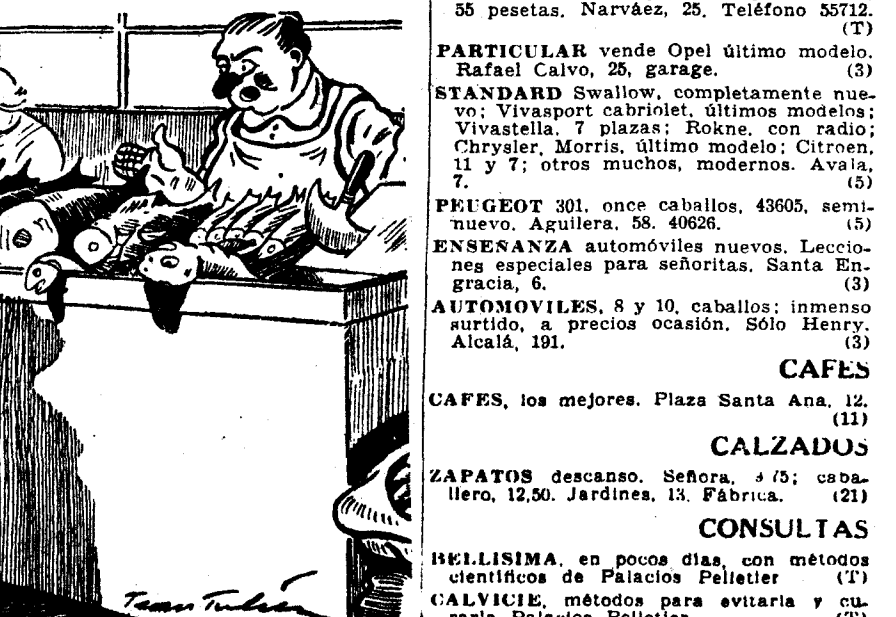 55 pesetas. Narváez, 25. Teléfono 55712.
(T)
PARTICULAR vende Opel último modelo.
Rafael Calvo, 25, garage. (3)
STANDARD Swallow, completamente nue-
vo; Vivasport cabriolet, últimos modelos;
Vivastella, 7 plazas; Rokne, con radio;
Chrysler, Morris, último modelo; Citroen,
11 y 7; otros muchos, modernos. Ayala,
7. (5)
PEUGEOT 301, once caballos, 43605, semi-
nuevo. Aguilera, 58. 40626. (5)
ENSEÑANZA automóviles nuevos. Leccio-
nes especiales para señoritas. Santa En-
gracia, 6. (3)
AUTOMOVILES, 8 y 10, caballos; inmenso
surtido, a precios ocasión. Sólo Henry.
Alcalá, 191. (3)
CAFES
CAFES, los mejores. Plaza Santa Ana, 12.
(11)
CALZADOS
ZAPATOS descanso. Señora, 75; caba-
llero, 12,50. Jardines, 13. Fábrica. (21)
CONSULTAS
BELLISIMA, en pocos días, con métodos
científicos de Palacios Pelletier (T)
CALVICIE, métodos para evitarla y cu-
rarla Palacios Pelletier (T)